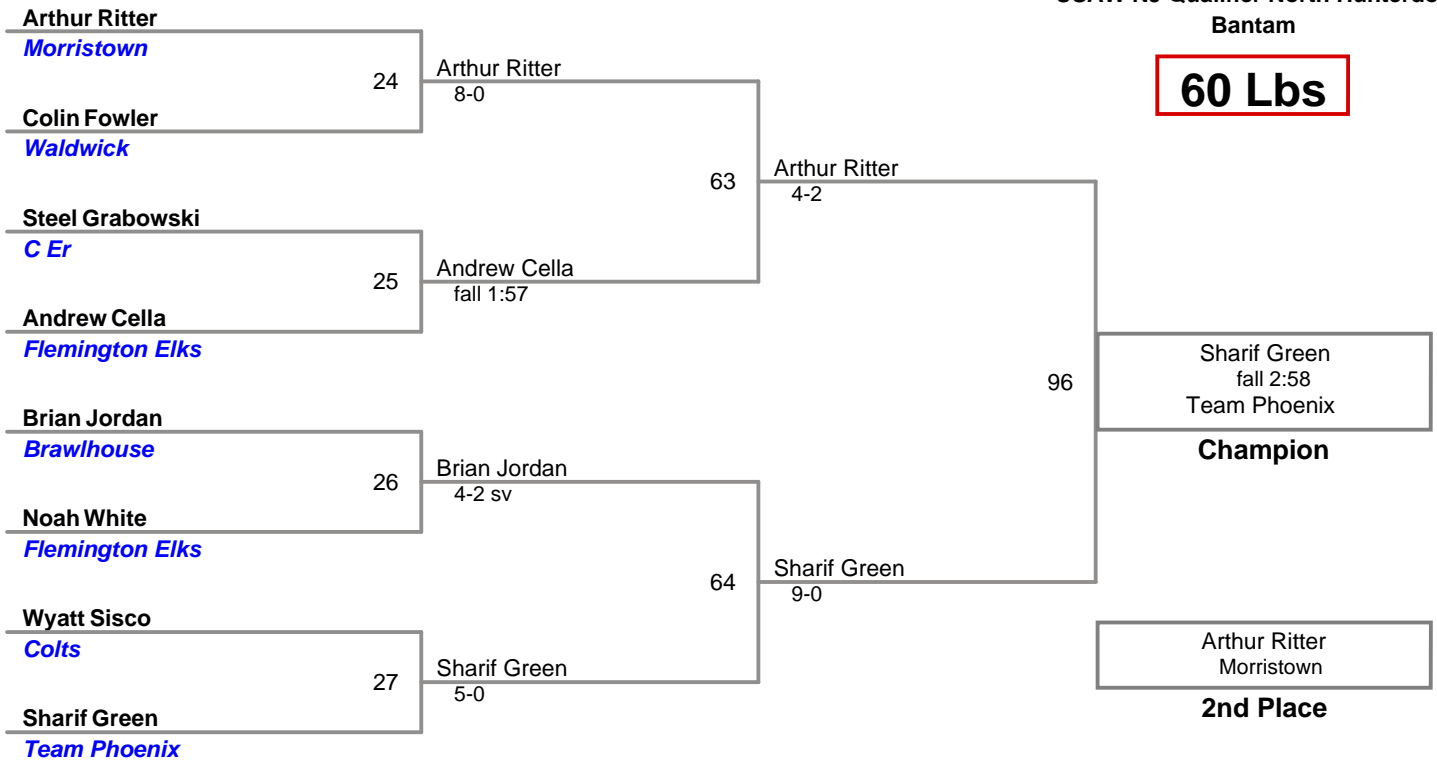 Bantam
60 Lbs
Arthur Ritter
Morristown
24
Colin Fowler
Waldwick
Arthur Ritter
8-0
63
Steel Grabowski
C Er
25
Andrew Cella
Flemington Elks
Andrew Cella
fall 1:57
Arthur Ritter
4-2
96
Brian Jordan
Brawlhouse
26
Noah White
Flemington Elks
Brian Jordan
4-2 sv
64
Wyatt Sisco
Colts
27
Sharif Green
Team Phoenix
Sharif Green
5-0
Sharif Green
9-0
Sharif Green
fall 2:58
Team Phoenix
Champion
Arthur Ritter
Morristown
2nd Place